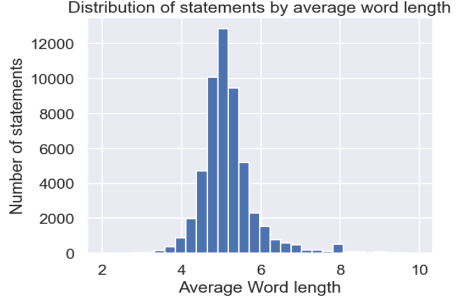 Distribution of statements by average word length
12000
10000
8000
6000
4000
2000
0
Number of statements
2 4 6 8 10
Average Word length